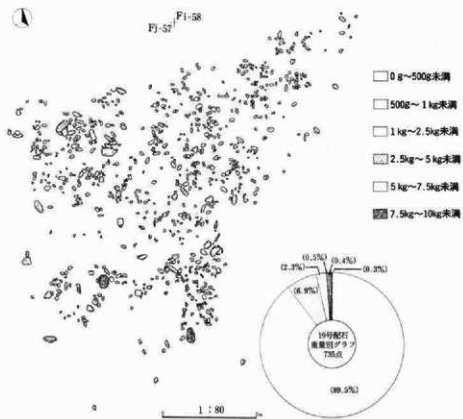 Fi-58
Fj-57
0g～500g未満
500g～1kg未満
1kg～2.5kg未満
2.5kg～5kg未満
5kg～7.5kg未満
7.5kg～10kg未満
(0.5%)
(0.4%)
(2.3%)
(0.3%)
(6.9%)
19号配石
重量別グラフ
735点
(89.5%)
1:80